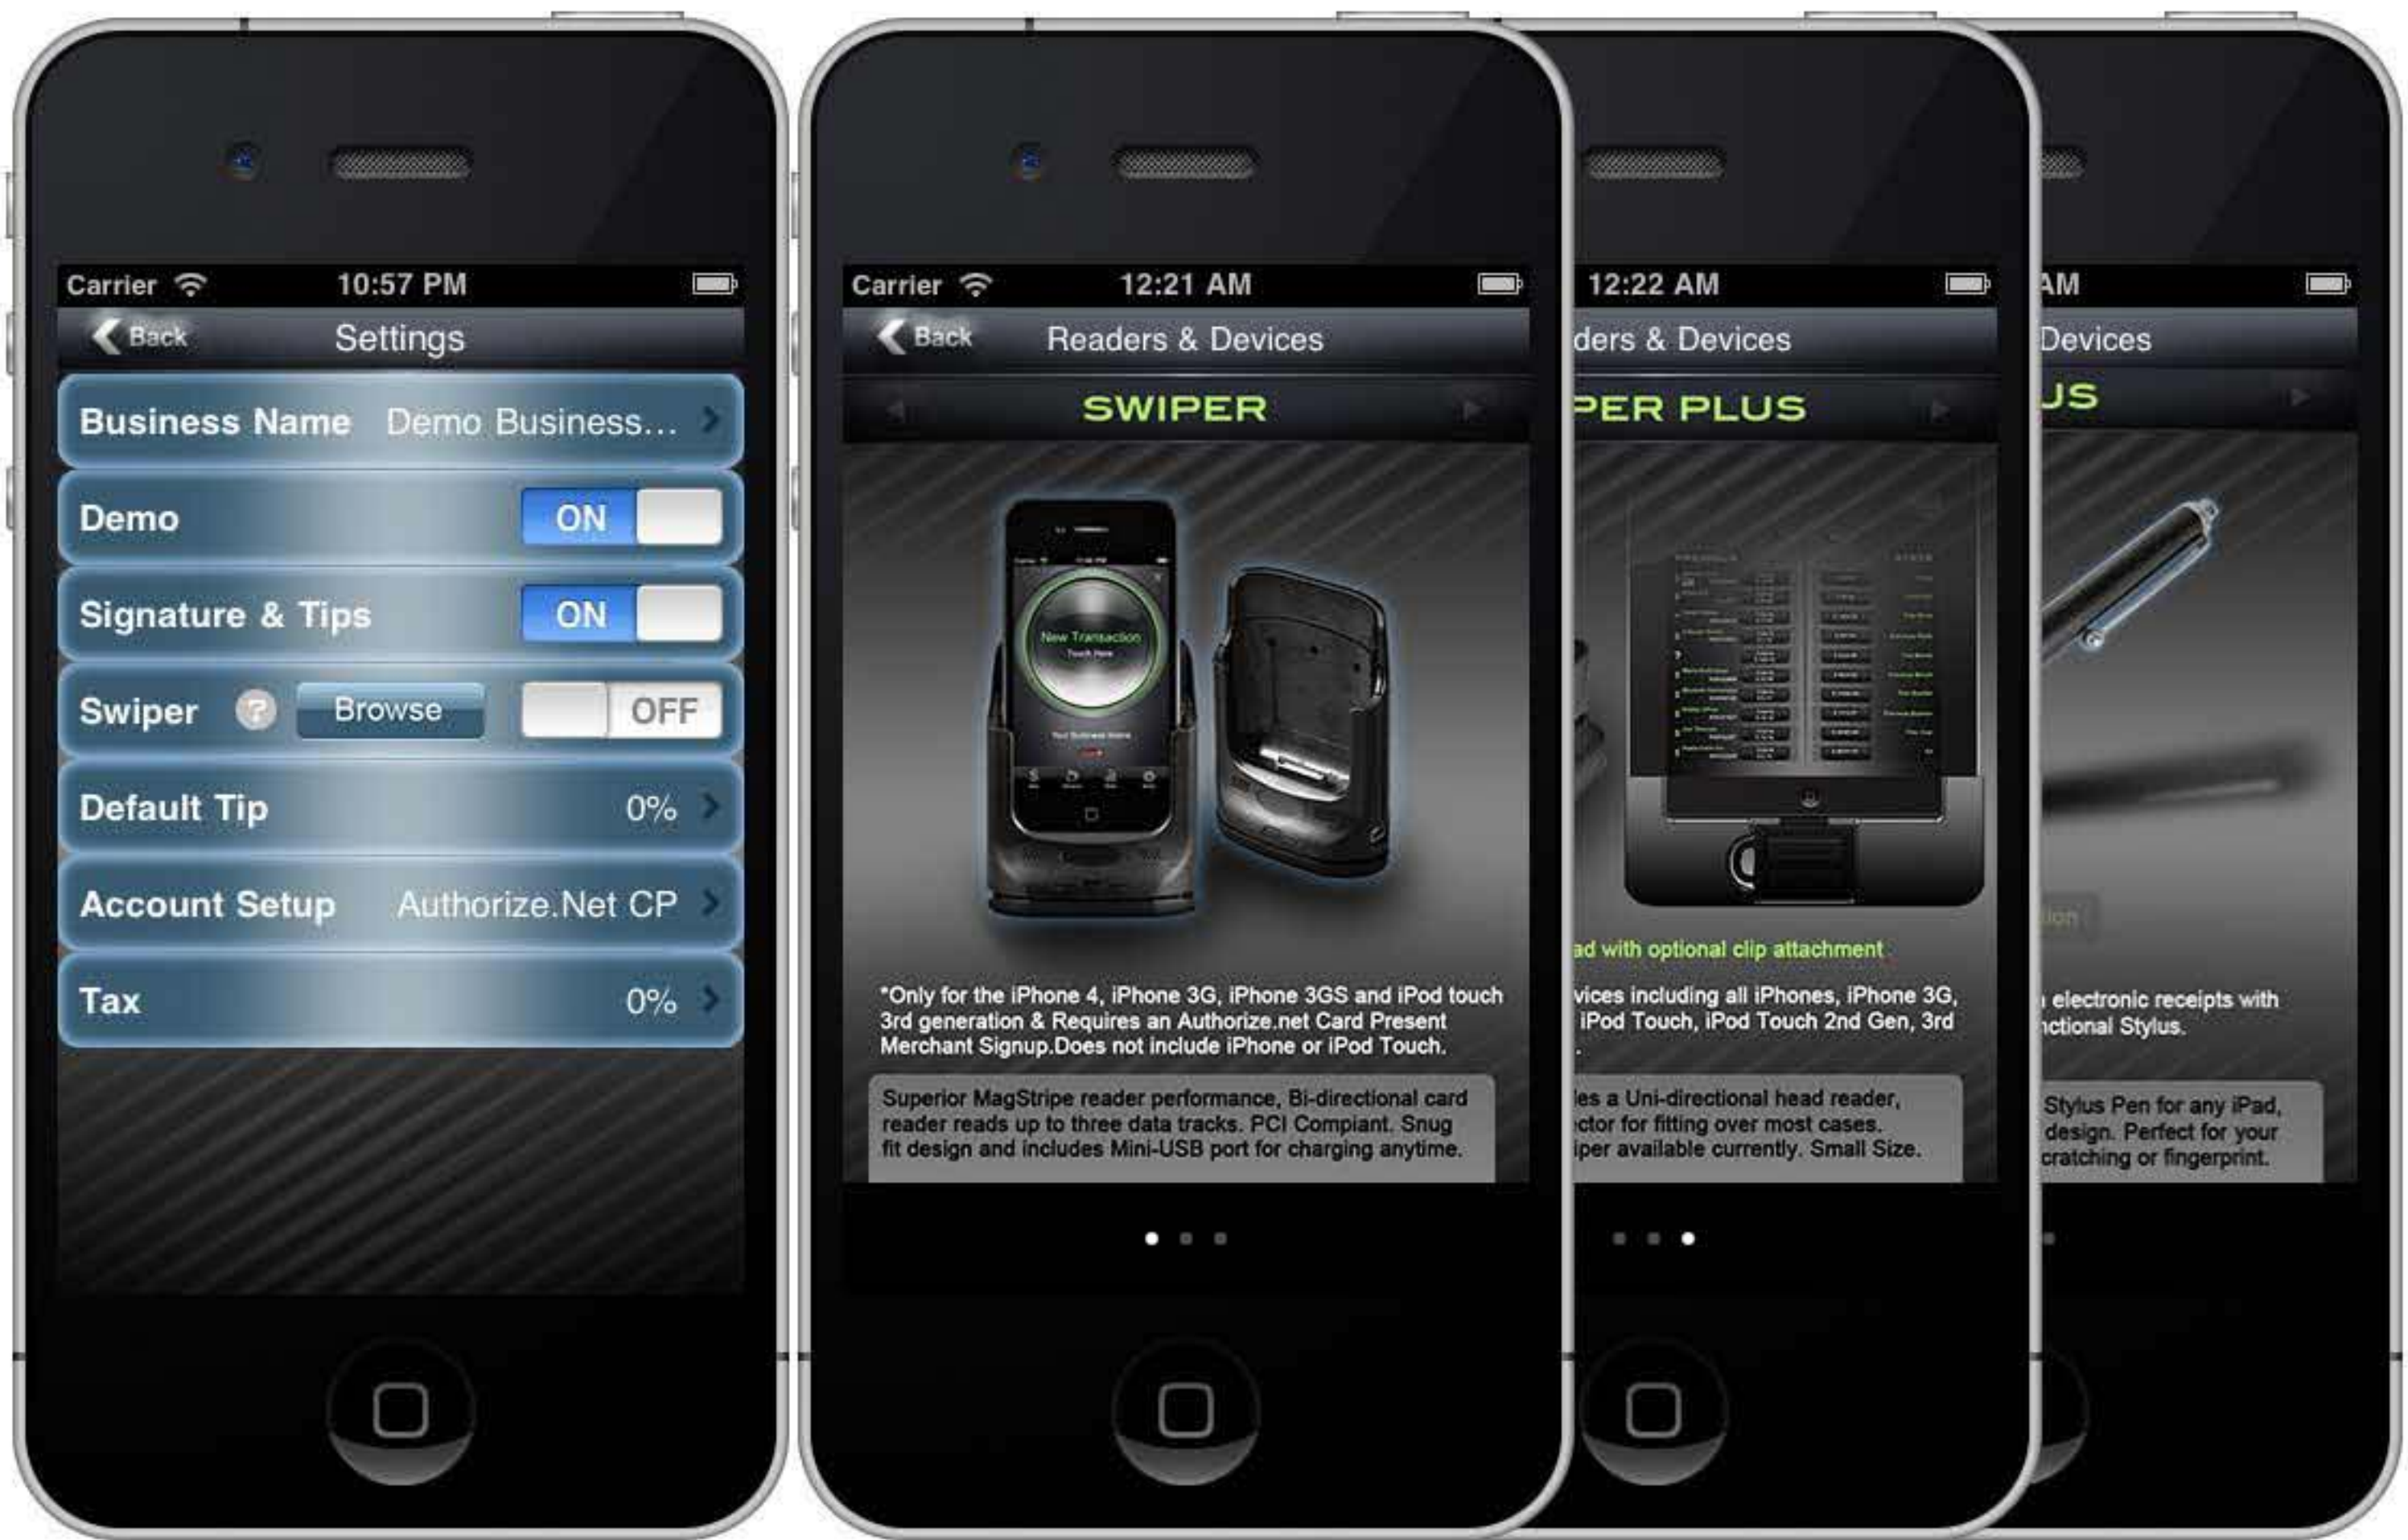 Carrier 10:57 PM
Back Settings
Business Name Demo Business...
Demo ON
Signature & Tips ON
Swiper ? Browse OFF
Default Tip 0%
Account Setup Authorize.Net CP
Tax 0%
Carrier 12:21 AM
Back Readers & Devices
SWIPER
New Transaction
Touch Here
Your Business Name
*Only for the iPhone 4, iPhone 3G, iPhone 3GS and iPod touch
3rd generation & Requires an Authorize.net Card Present
Merchant Signup.Does not include iPhone or iPod Touch.
Superior MagStripe reader performance, Bi-directional card
reader reads up to three data tracks. PCI Compiant. Snug
fit design and includes Mini-USB port for charging anytime.
12:22 AM
ders & Devices
PER PLUS
ad with optional clip attachment
vices including all iPhones, iPhone 3G,
iPod Touch, iPod Touch 2nd Gen, 3rd
.
les a Uni-directional head reader,
ector for fitting over most cases.
iper available currently. Small Size.
AM
Devices
US
electronic receipts with
nctional Stylus.
Stylus Pen for any iPad,
design. Perfect for your
cratching or fingerprint.